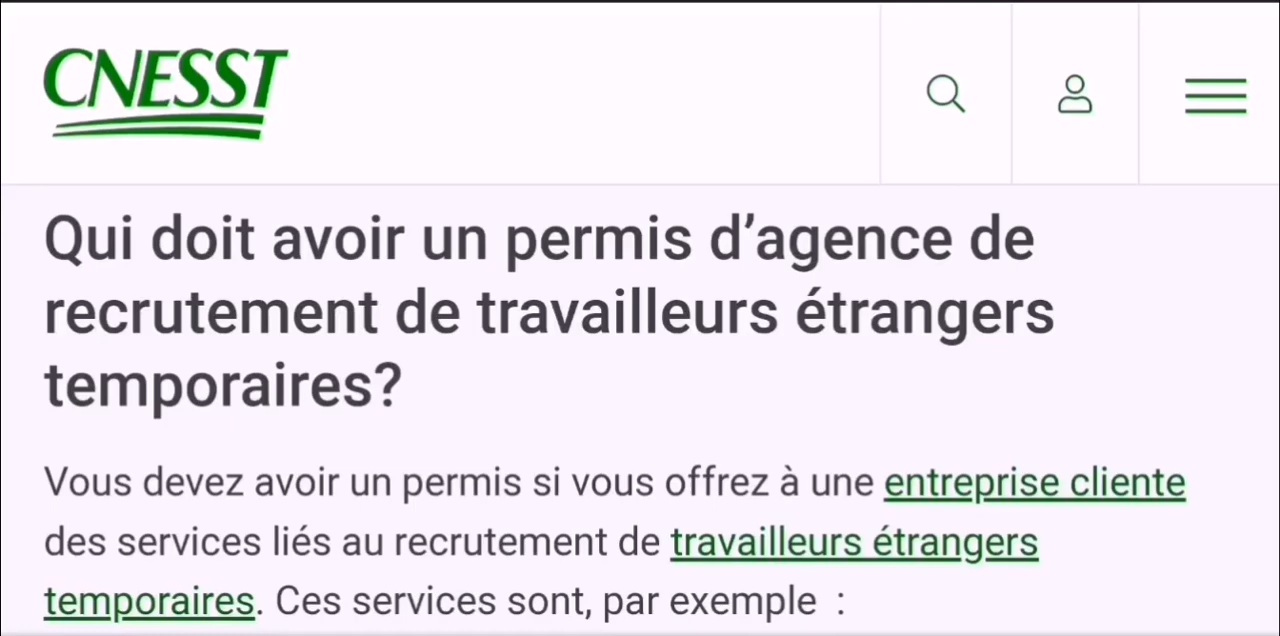 CNESST
Qui doit avoir un permis d’agence de
recrutement de travailleurs étrangers
temporaires?
Vous devez avoir un permis si vous offrez à une entreprise cliente
des services liés au recrutement de travailleurs étrangers
temporaires. Ces services sont, par exemple :